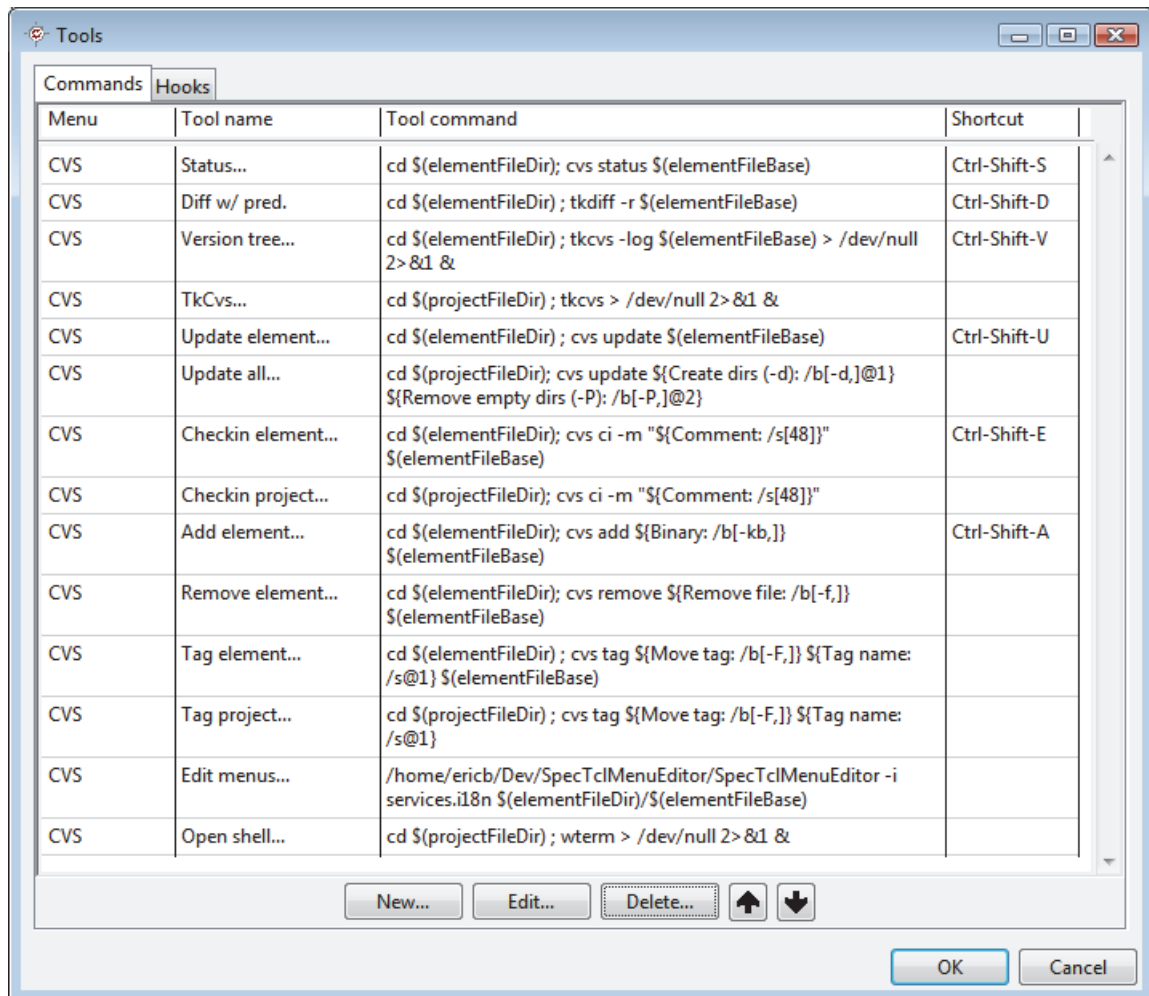 Tools
Commands Hooks
Menu Tool name Tool command Shortcut
CVS Status... cd $(elementFileDir); cvs status $(elementFileBase) Ctrl-Shift-S
CVS Diff w/ pred. cd $(elementFileDir) ; tkdiff -r $(elementFileBase) Ctrl-Shift-D
CVS Version tree... cd $(elementFileDir) ; tkcvs -log $(elementFileBase) > /dev/null Ctrl-Shift-V
2>&1 &
CVS TkCvs... cd $(projectFileDir) ; tkcvs > /dev/null 2>&1 &
CVS Update element... cd $(elementFileDir) ; cvs update $(elementFileBase) Ctrl-Shift-U
CVS Update all... cd $(projectFileDir); cvs update ${Create dirs (-d): /b[-d,]@1}
${Remove empty dirs (-P): /b[-P,]@2}
CVS Checkin element... cd $(elementFileDir); cvs ci -m "${Comment: /s[48]}" Ctrl-Shift-E
$(elementFileBase)
CVS Checkin project... cd $(projectFileDir); cvs ci -m "${Comment: /s[48]}"
CVS Add element... cd $(elementFileDir); cvs add ${Binary: /b[-kb,]} Ctrl-Shift-A
$(elementFileBase)
CVS Remove element... cd $(elementFileDir); cvs remove ${Remove file: /b[-f,]}
$(elementFileBase)
CVS Tag element... cd $(elementFileDir) ; cvs tag ${Move tag: /b[-F,]} ${Tag name:
/s@1} $(elementFileBase)
CVS Tag project... cd $(projectFileDir) ; cvs tag ${Move tag: /b[-F,]} ${Tag name:
/s@1}
CVS Edit menus... /home/ericb/Dev/SpecTclMenuEditor/SpecTclMenuEditor -i
services.i18n $(elementFileDir)/$(elementFileBase)
CVS Open shell... cd $(projectFileDir) ; wterm > /dev/null 2>&1 &
New... Edit... Delete...
OK Cancel